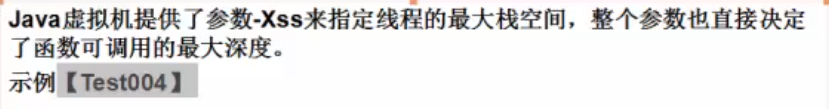 Java虚拟机提供了参数-Xss来指定线程的最大栈空间，整个参数也直接决定
了函数可调用的最大深度。
示例【Test004】